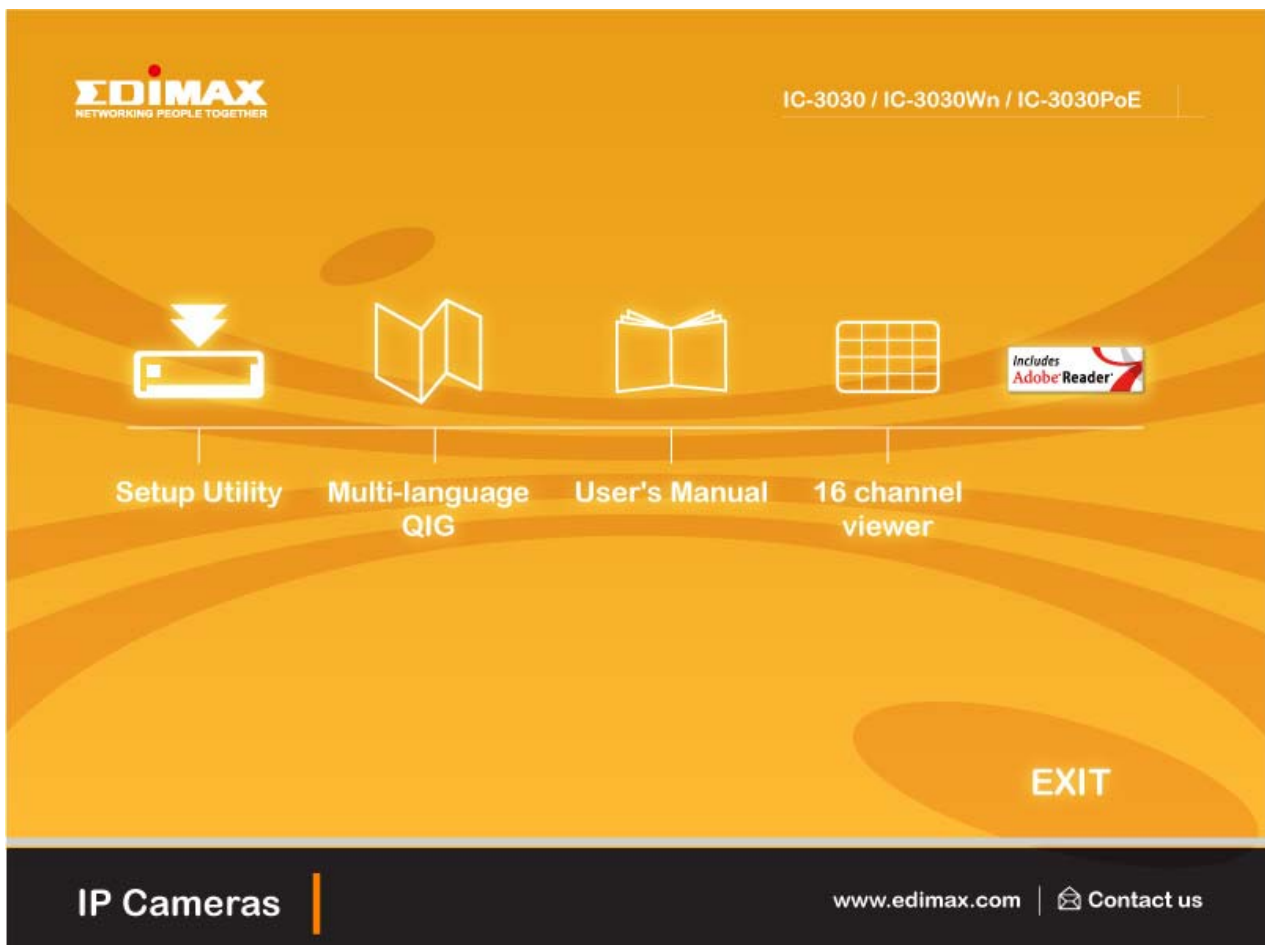 EDIMAX
NETWORKING PEOPLE TOGETHER
IC-3030 / IC-3030Wn / IC-3030PoE
Includes
Adobe Reader
Setup Utility
Multi-language
QIG
User's Manual
16 channel
viewer
EXIT
IP Cameras
www.edimax.com
Contact us